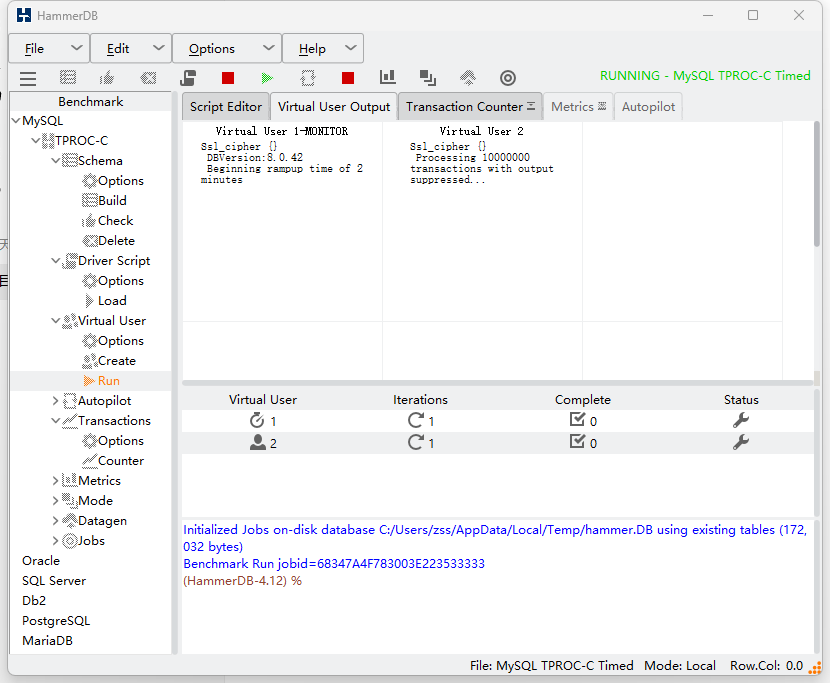 HammerDB
File Edit Options Help
RUNNING - MySQL TPROC-C Timed
Benchmark
MySQL
TPROC-C
Schema
Options
Build
Check
Delete
Driver Script
Options
Load
Virtual User
Options
Create
Run
Autopilot
Transactions
Options
Counter
Metrics
Mode
Datagen
Jobs
Oracle
SQL Server
Db2
PostgreSQL
MariaDB
Script Editor Virtual User Output Transaction Counter Metrics Autopilot
Virtual User 1-MONITOR
Ssl_cipher {}
DBVersion:8.0.42
Beginning rampup time of 2
minutes
Virtual User 2
Ssl_cipher {}
Processing 10000000
transactions with output
suppressed...
Virtual User Iterations Complete Status
1 1 0
2 1 0
Initialized Jobs on-disk database C:/Users/zss/AppData/Local/Temp/hammer.DB using existing tables (172,
032 bytes)
Benchmark Run jobid=68347A4F783003E223533333
(HammerDB-4.12) %
File: MySQL TPROC-C Timed Mode: Local Row.Col: 0.0